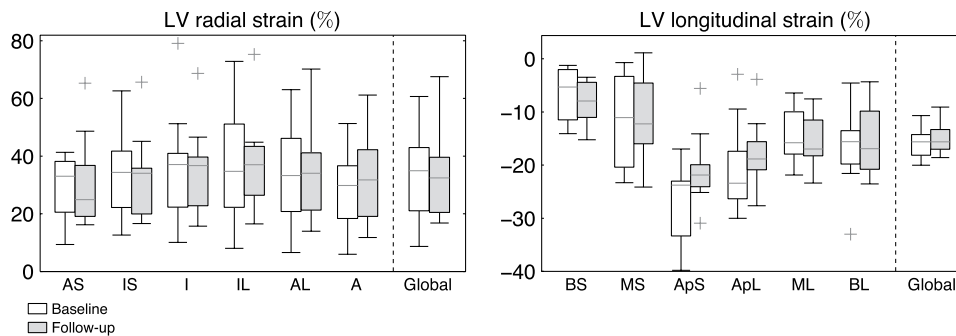 LV radial strain (%)
80
60
40
20
0
AS IS I IL AL A Global
Baseline
Follow-up
LV longitudinal strain (%)
0
−10
−20
−30
−40
BS MS ApS ApL ML BL Global